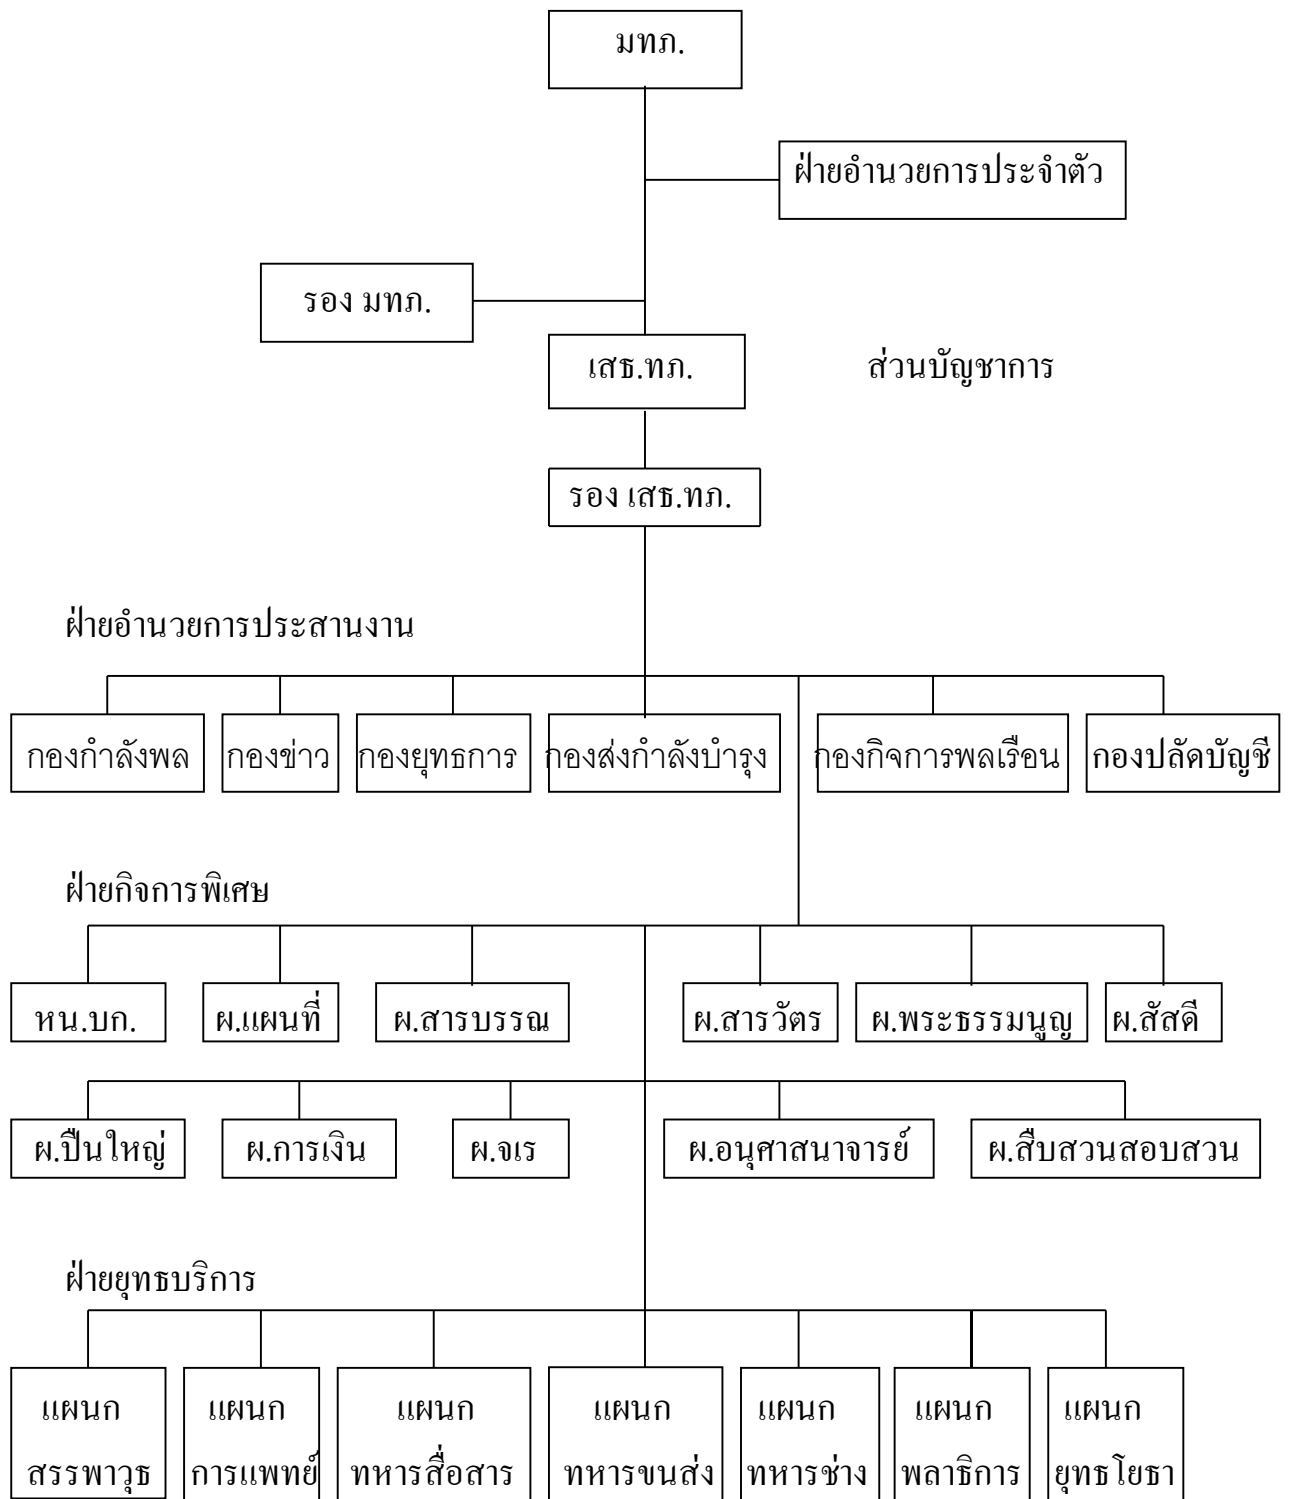 มทภ.
ฝ่ายอำนวยการประจำตัว
รอง มทภ.
เสธ.ทภ.
ส่วนบัญชาการ
รอง เสธ.ทภ.
ฝ่ายอำนวยการประสานงาน
กองกำลังพล
กองข่าว
กองยุทธการ
กองส่งกำลังบำรุง
กองกิจการพลเรือน
กองปลัดบัญชี
ฝ่ายกิจการพิเศษ
หน.บก.
ผ.แผนที่
ผ.สารบรรณ
ผ.สารวัตร
ผ.พระธรรมนูญ
ผ.สัสดี
ผ.ปืนใหญ่
ผ.การเงิน
ผ.จเร
ผ.อนุศาสนาจารย์
ผ.สืบสวนสอบสวน
ฝ่ายยุทธบริการ
แผนก
สรรพาวุธ
แผนก
การแพทย์
แผนก
ทหารสื่อสาร
แผนก
ทหารขนส่ง
แผนก
ทหารช่าง
แผนก
พลาธิการ
แผนก
ยุทธโยธา